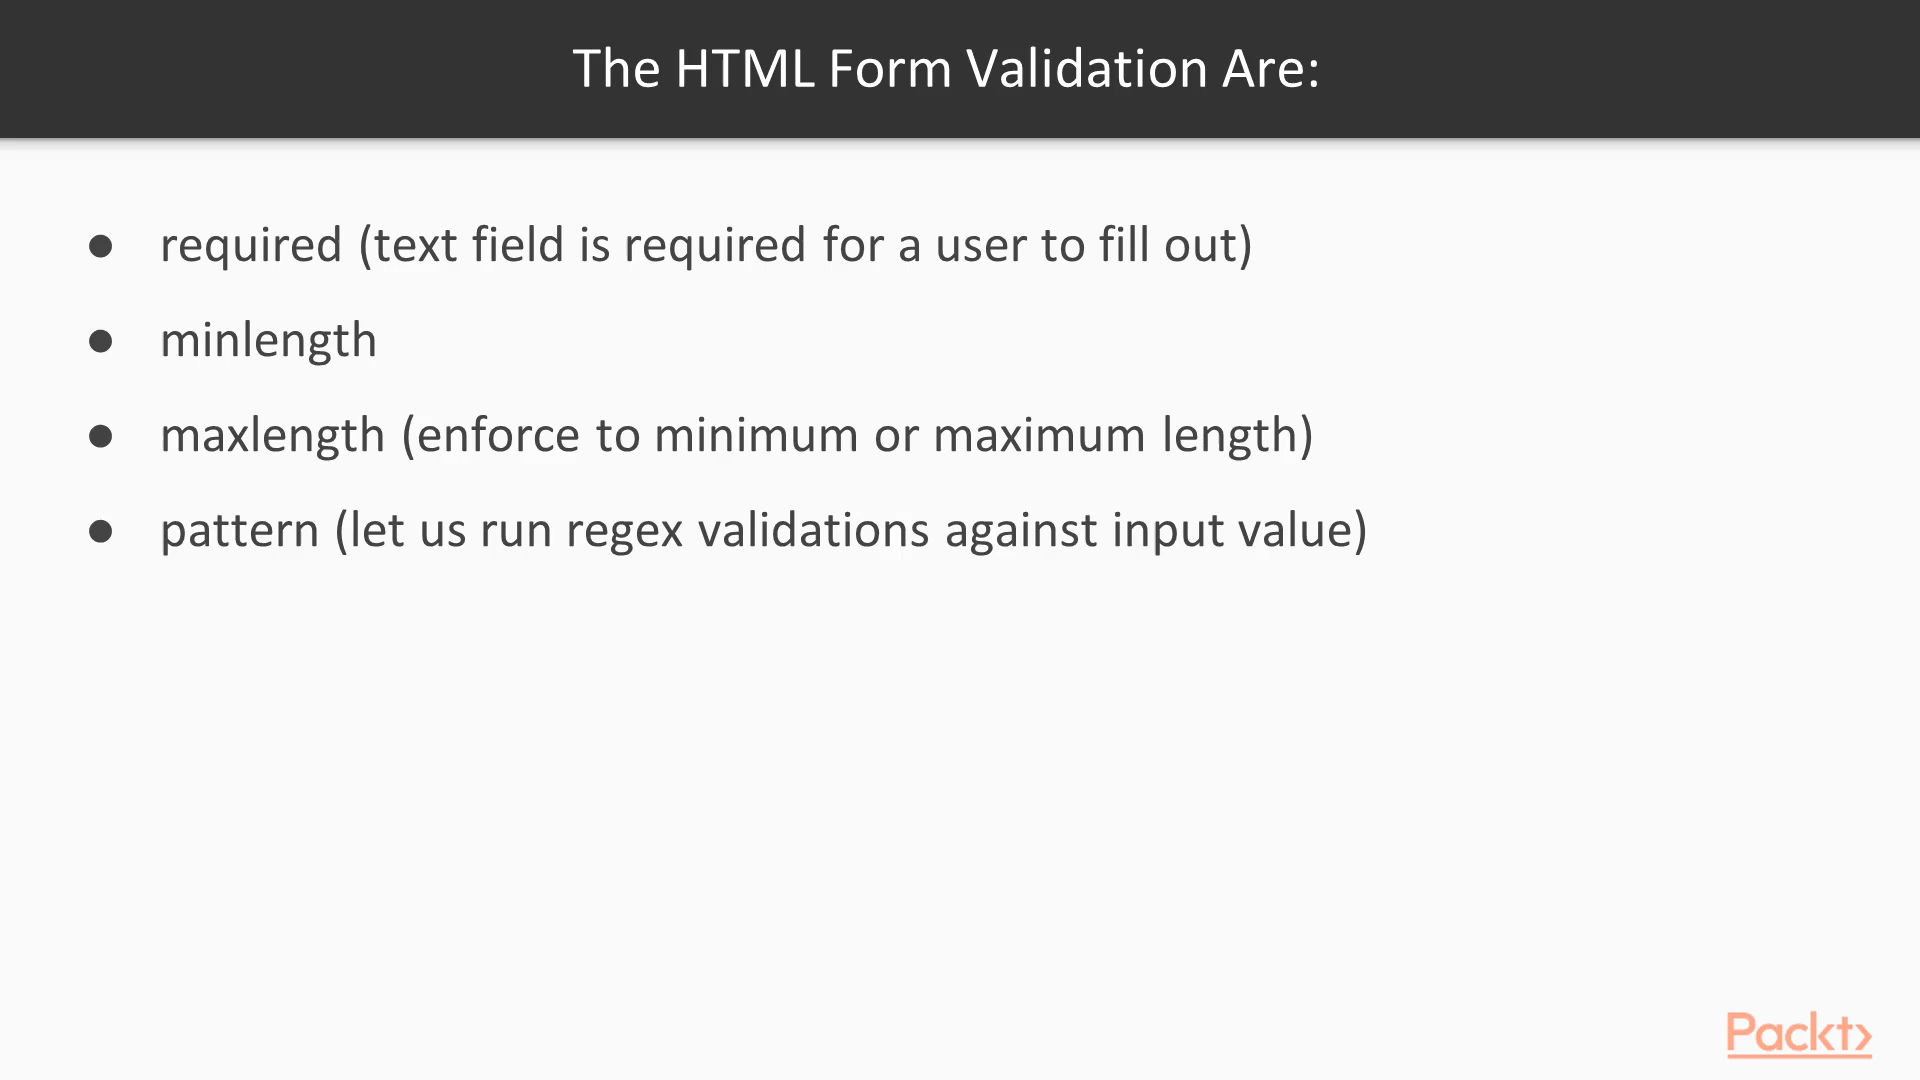 The HTML Form Validation Are:
● required (text field is required for a user to fill out)
● minlength
● maxlength (enforce to minimum or maximum length)
● pattern (let us run regex validations against input value)
Packt>